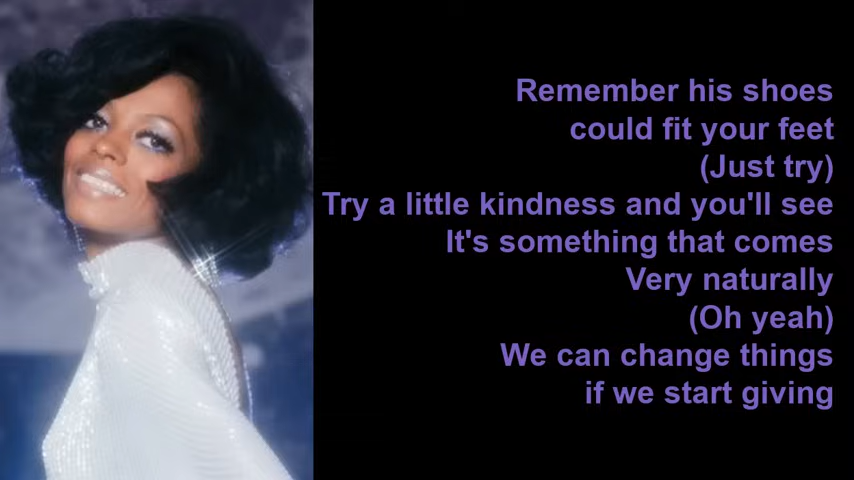 Remember his shoes
could fit your feet
(Just try)
Try a little kindness and you'll see
It's something that comes
Very naturally
(Oh yeah)
We can change things
if we start giving